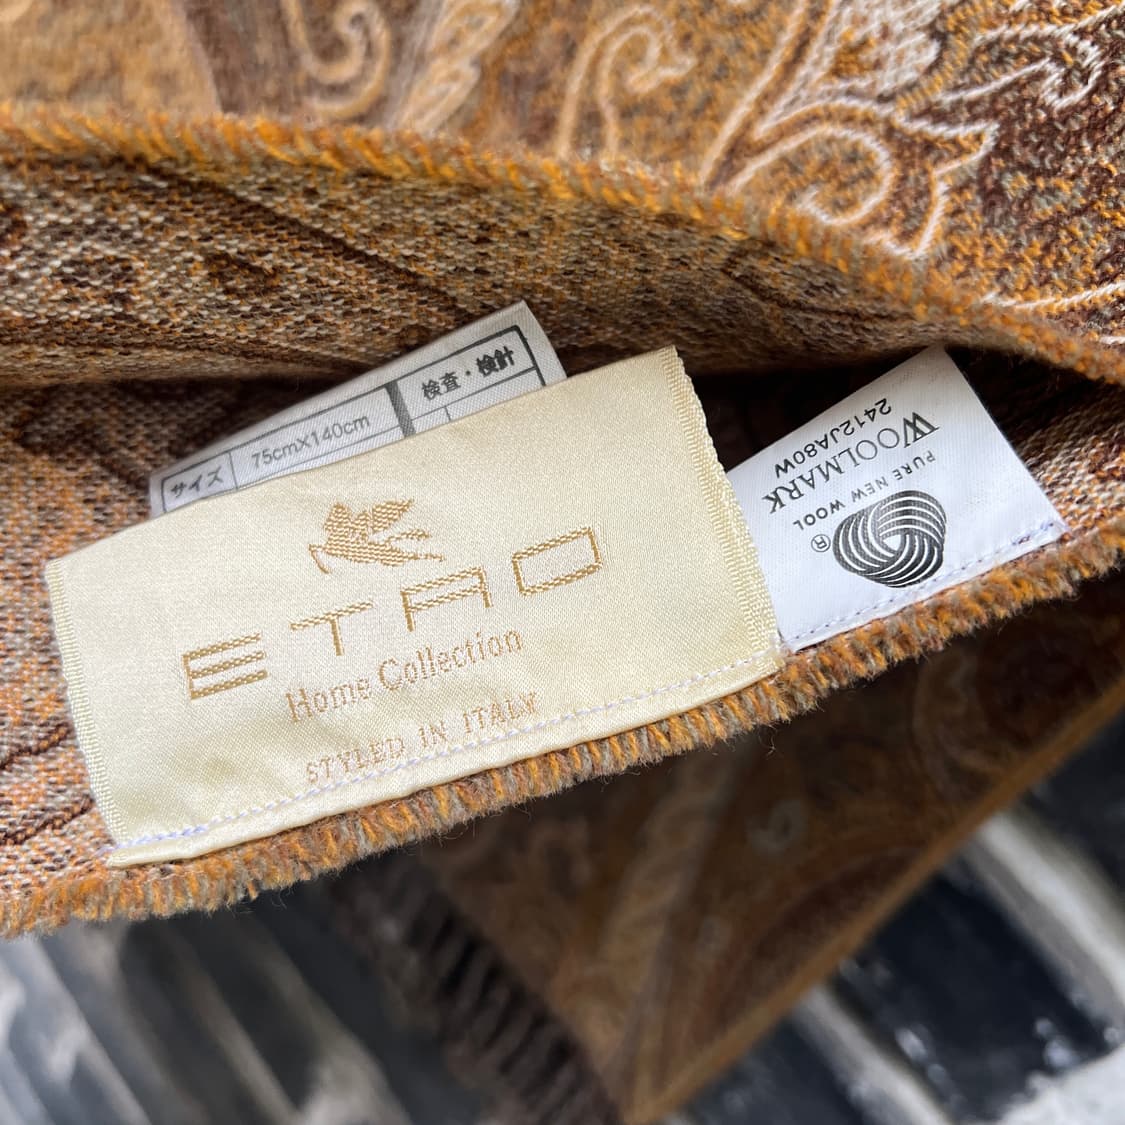 サイズ 75cmX140cm 検査・検針
ETRO
Home Collection
STYLED IN ITALY
®
PURE NEW WOOL
WOOLMARK
2412JA80W